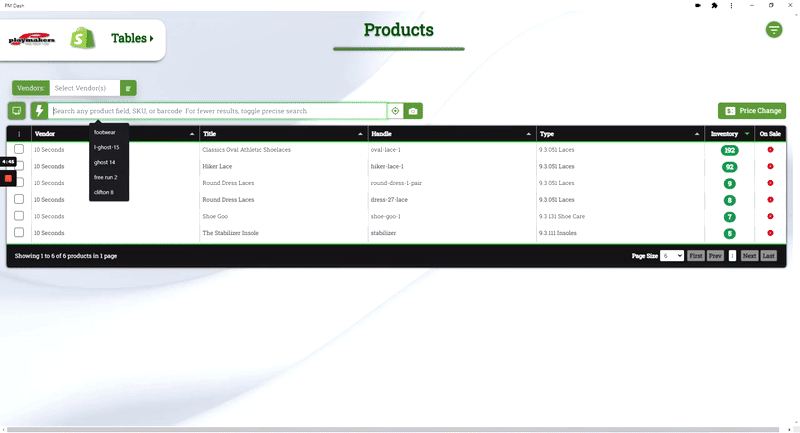 PM Dash
playmakers
Tables
Products
Vendors:
Select Vendor(s)
Search any product field, SKU, or barcode. For fewer results, toggle precise search.
Price Change
footwear
l-ghost-15
ghost 14
free run 2
clifton 8
4:45
Vendor Title Handle Type Inventory On Sale
10 Seconds Classics Oval Athletic Shoelaces oval-lace-1 9.3.051 Laces 192
10 Seconds Hiker Lace hiker-lace-1 9.3.051 Laces 92
10 Seconds Round Dress Laces round-dress-1-pair 9.3.051 Laces 9
10 Seconds Round Dress Laces dress-27-lace 9.3.051 Laces 8
10 Seconds Shoe Goo shoe-goo-1 9.3.131 Shoe Care 7
10 Seconds The Stabilizer Insole stabilizer 9.3.111 Insoles 5
Showing 1 to 6 of 6 products in 1 page
Page Size 6 First Prev 1 Next Last